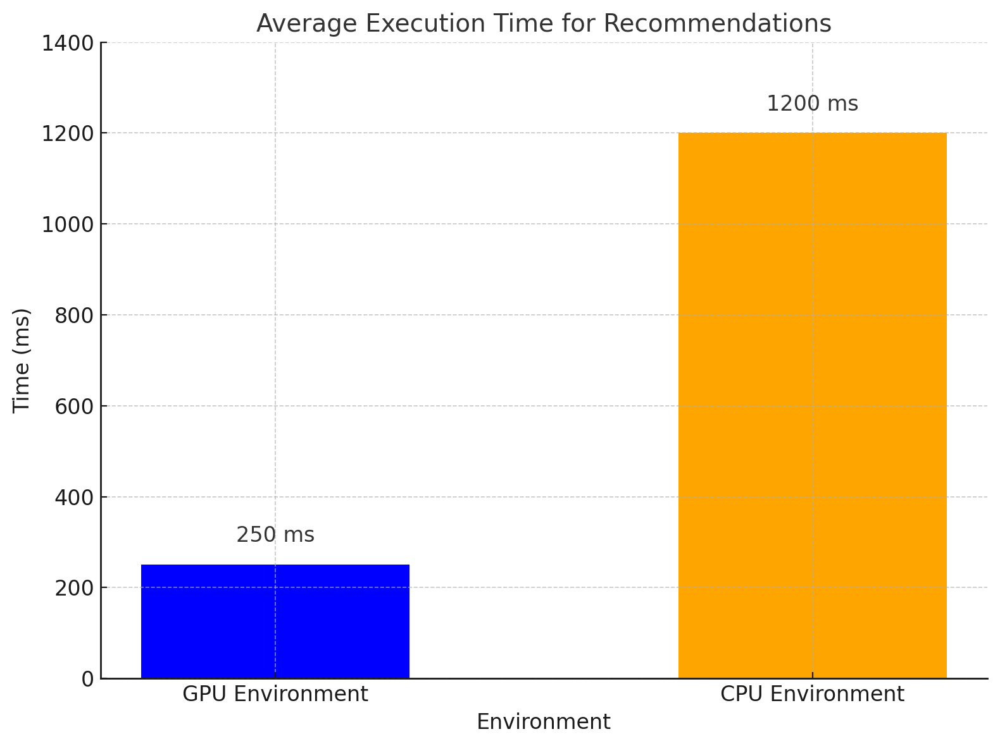 Average Execution Time for Recommendations
1400
1200 ms
1200
1000
800
Time (ms)
600
400
250 ms
200
0
GPU Environment
CPU Environment
Environment